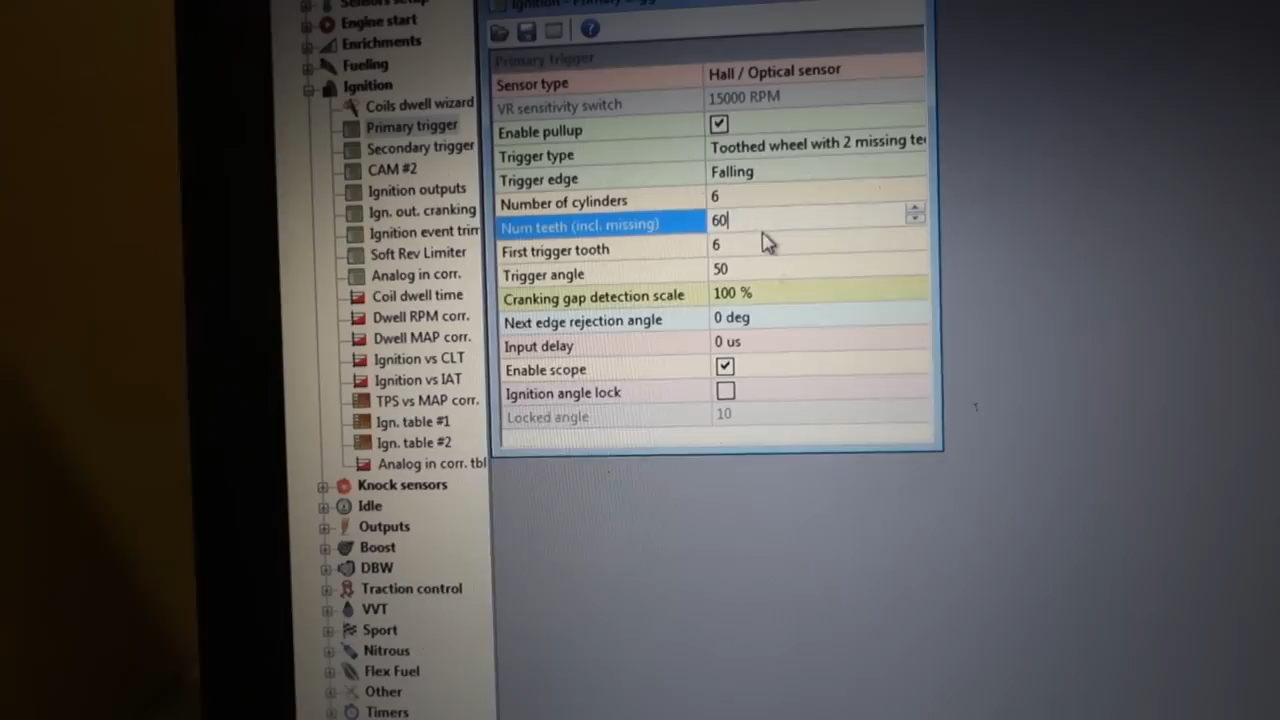 Sensors setup
Engine start
Enrichments
Fueling
Ignition
Coils dwell wizard
Primary trigger
Secondary trigger
CAM #2
Ignition outputs
Ign. out. cranking
Ignition event trim
Soft Rev Limiter
Analog in corr.
Coil dwell time
Dwell RPM corr.
Dwell MAP corr.
Ignition vs CLT
Ignition vs IAT
TPS vs MAP corr.
Ign. table #1
Ign. table #2
Analog in corr. tbl
Knock sensors
Idle
Outputs
Boost
DBW
Traction control
VVT
Sport
Nitrous
Flex Fuel
Other
Timers
Ignition - Primary trigg
Primary trigger
Sensor type Hall / Optical sensor
VR sensitivity switch 15000 RPM
Enable pullup
Trigger type Toothed wheel with 2 missing tee
Trigger edge Falling
Number of cylinders 6
Num teeth (incl. missing) 60
First trigger tooth 6
Trigger angle 50
Cranking gap detection scale 100 %
Next edge rejection angle 0 deg
Input delay 0 us
Enable scope
Ignition angle lock
Locked angle 10